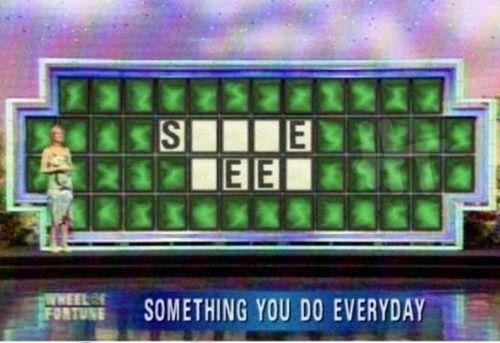 S E
EE
WHEEL OF
FORTUNE
SOMETHING YOU DO EVERYDAY